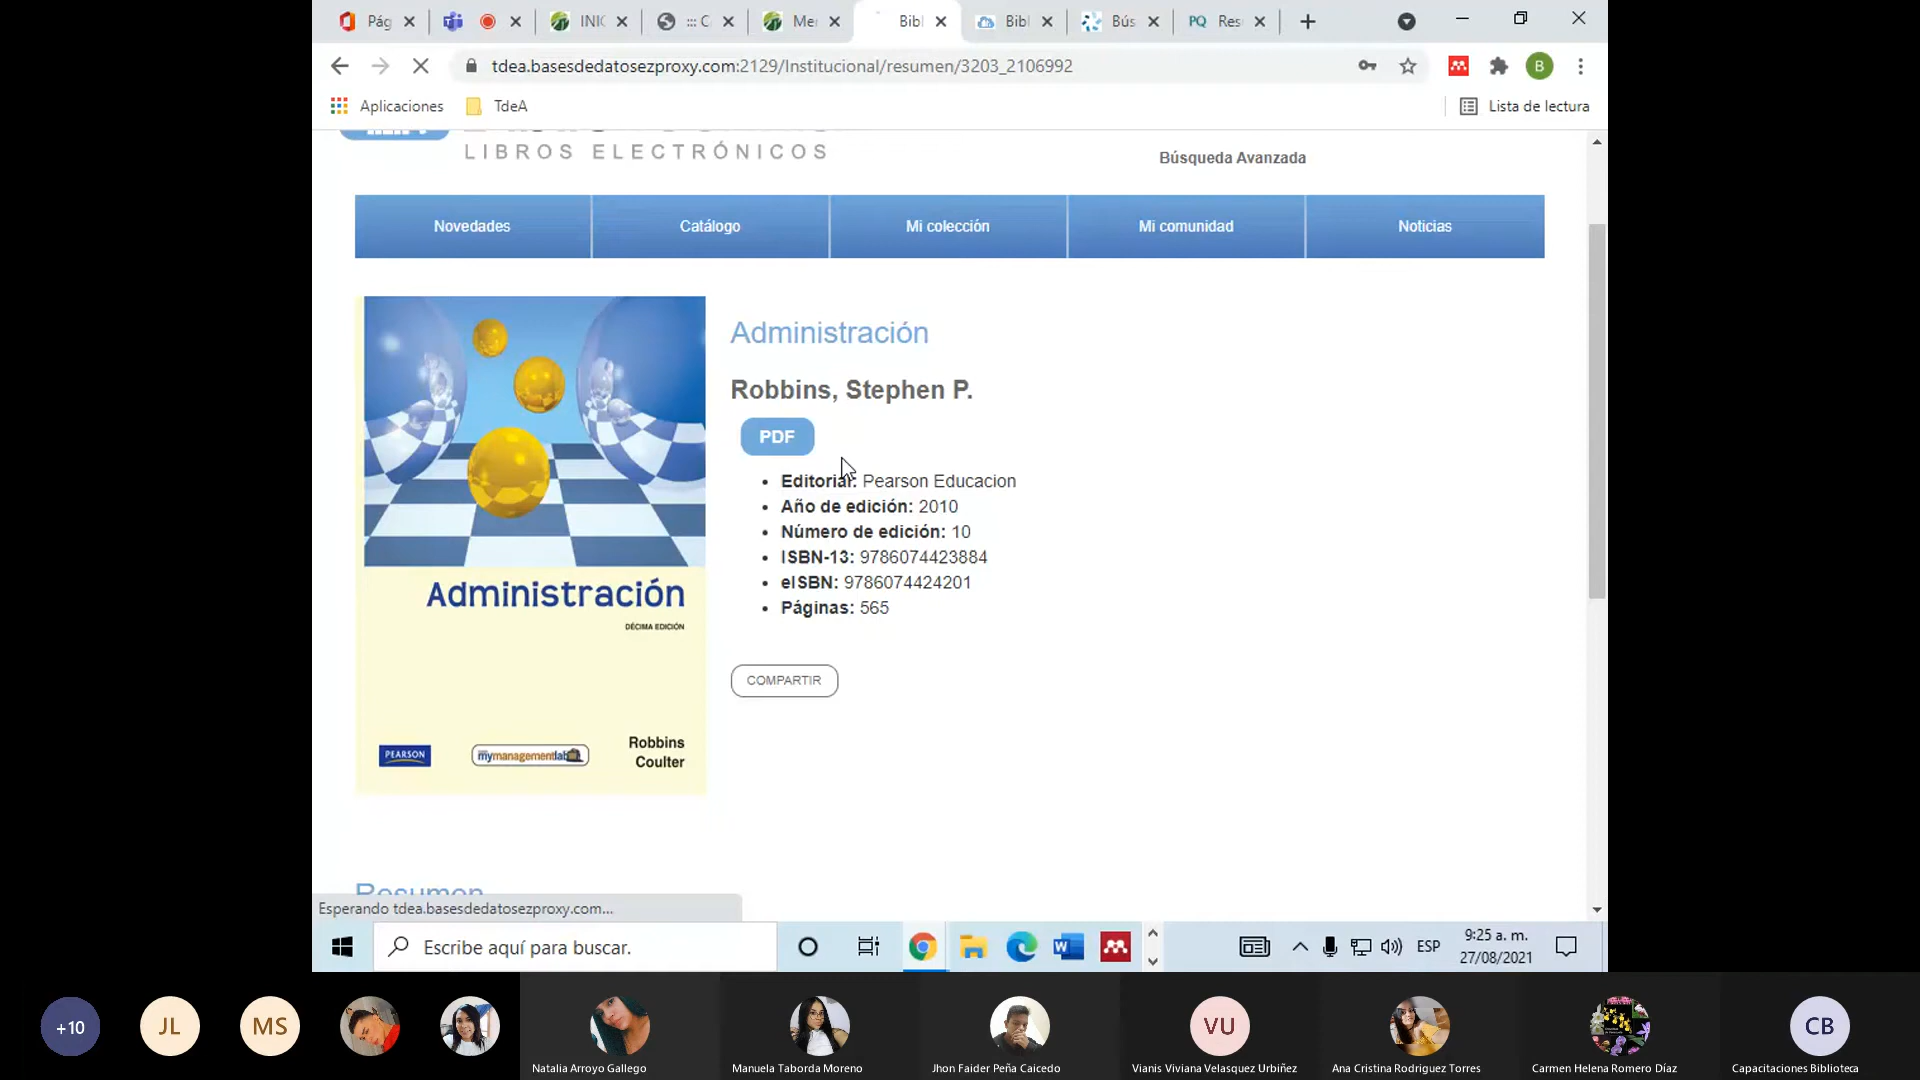 Pág
INIC
::: C
Me
Bibl
Bibl
Bús
PQ Res
tdea.basesdedatosezproxy.com:2129/Institucional/resumen/3203_2106992
B
Aplicaciones
TdeA
Lista de lectura
LIBROS ELECTRÓNICOS
Búsqueda Avanzada
Novedades
Catálogo
Mi colección
Mi comunidad
Noticias
Administración
Robbins, Stephen P.
PDF
Editorial: Pearson Educacion
Año de edición: 2010
Número de edición: 10
ISBN-13: 9786074423884
eISBN: 9786074424201
Páginas: 565
COMPARTIR
Administración
DÉCIMA EDICIÓN
PEARSON
mymanagementlab
Robbins
Coulter
Resumen
Esperando tdea.basesdedatosezproxy.com...
Escribe aquí para buscar.
ESP
9:25 a. m.
27/08/2021
+10
JL
MS
VU
CB
Natalia Arroyo Gallego
Manuela Taborda Moreno
Jhon Faider Peña Caicedo
Vianis Viviana Velasquez Urbiñez
Ana Cristina Rodriguez Torres
Carmen Helena Romero Díaz
Capacitaciones Biblioteca